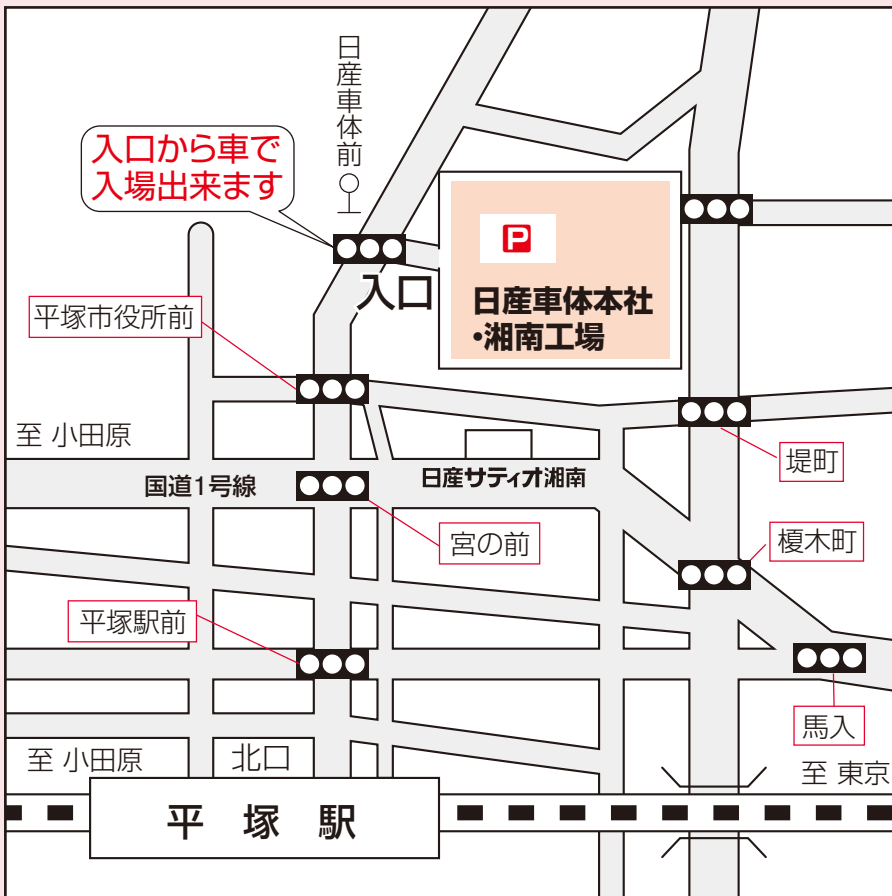 日産車体前
入口から車で
入場出来ます
P
入口
日産車体本社
・湘南工場
平塚市役所前
至 小田原
国道1号線
日産サティオ湘南
堤町
宮の前
榎木町
平塚駅前
馬入
至 小田原
北口
至 東京
平塚駅